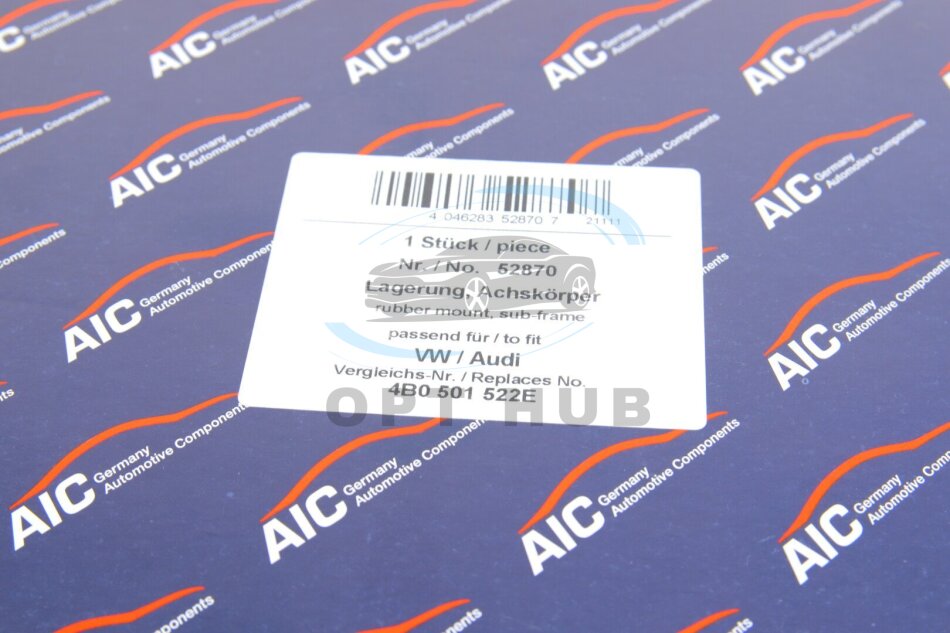 AIC Germany Automotive Components
4 046283 52870 7 21111
1 Stück / piece
Nr. / No. 52870
Lagerung, Achskörper
rubber mount, sub-frame
passend für / to fit
VW / Audi
Vergleichs-Nr. / Replaces No.
4B0 501 522E
OPT HUB